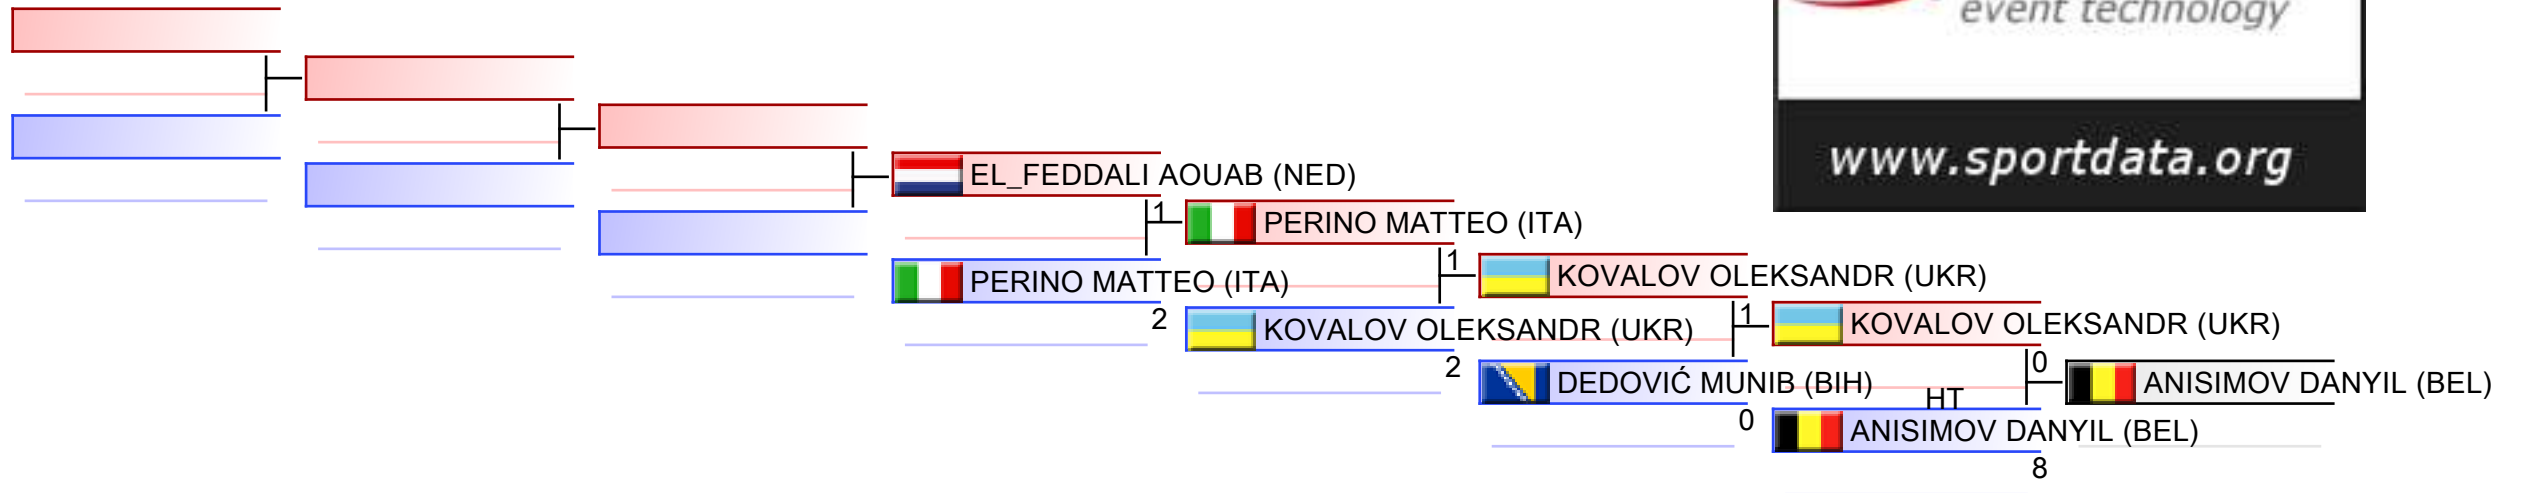 event technology
www.sportdata.org
EL_FEDDALI AOUAB (NED)
1
PERINO MATTEO (ITA)
PERINO MATTEO (ITA)
2
1
KOVALOV OLEKSANDR (UKR)
KOVALOV OLEKSANDR (UKR)
2
1
KOVALOV OLEKSANDR (UKR)
DEDOVIĆ MUNIB (BIH)
0
HT
0
ANISIMOV DANYIL (BEL)
ANISIMOV DANYIL (BEL)
8